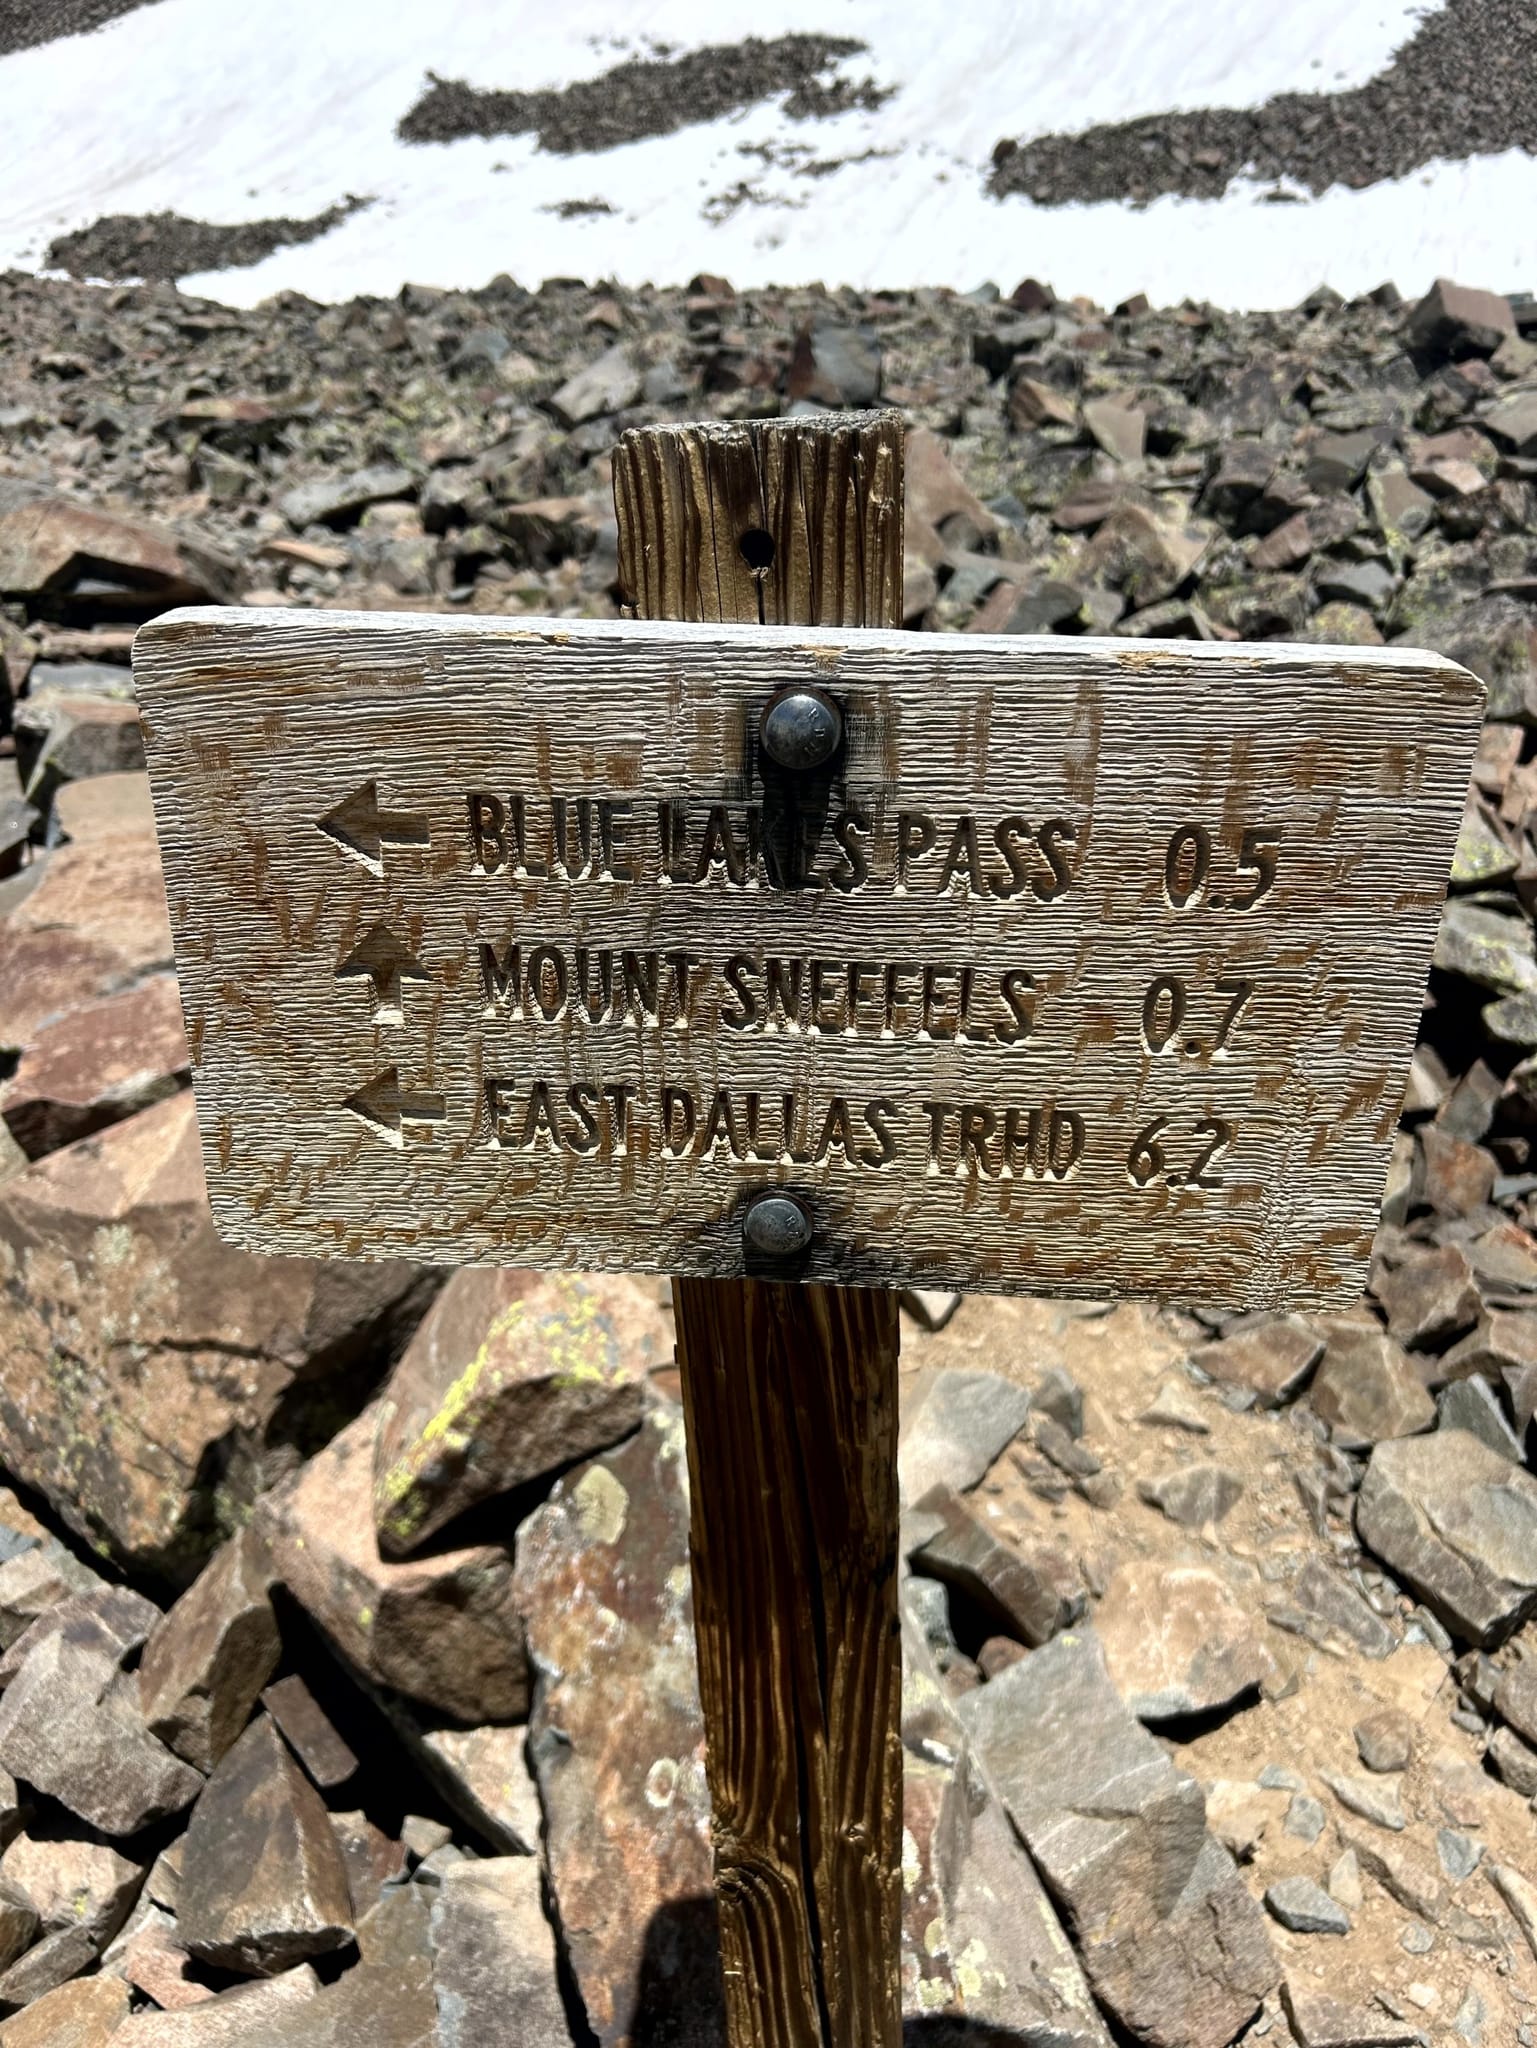 ← BLUE LAKES PASS 0.5
↑ MOUNT SNEFFELS 0.7
← EAST DALLAS TRHD 6.2